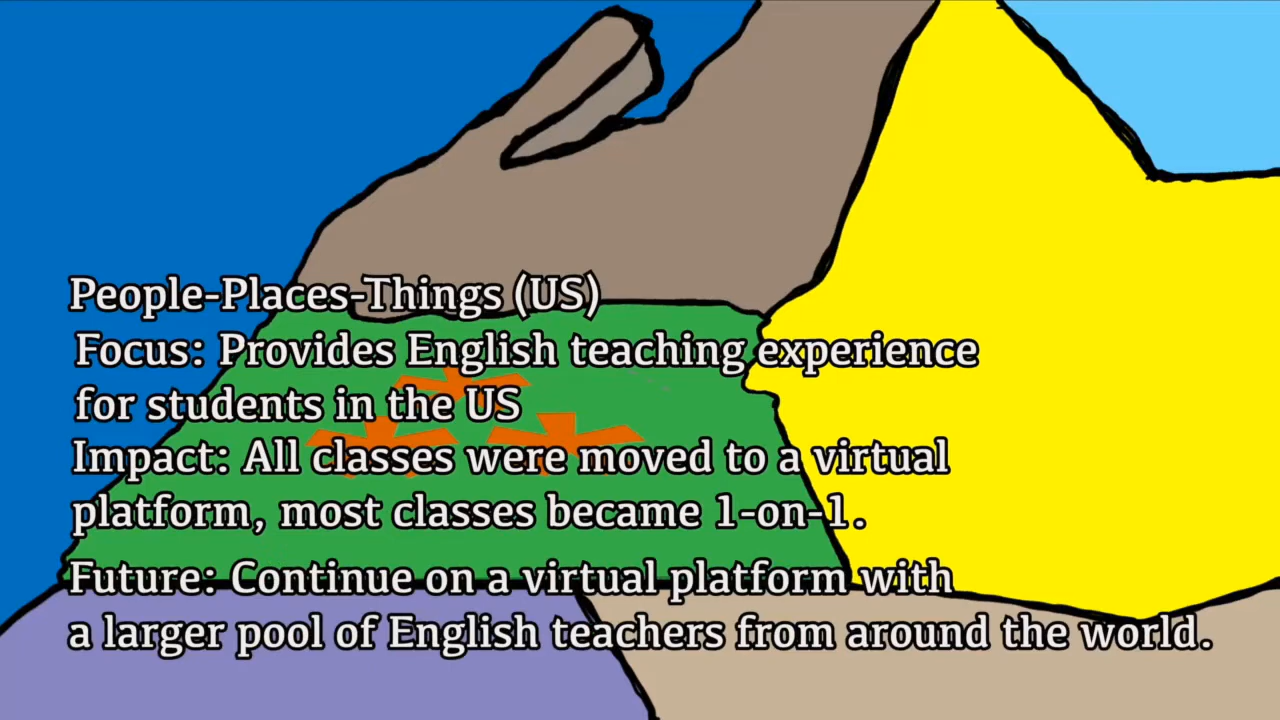 People-Places-Things (US)
Focus: Provides English teaching experience
for students in the US
Impact: All classes were moved to a virtual
platform, most classes became 1-on-1.
Future: Continue on a virtual platform with
a larger pool of English teachers from around the world.